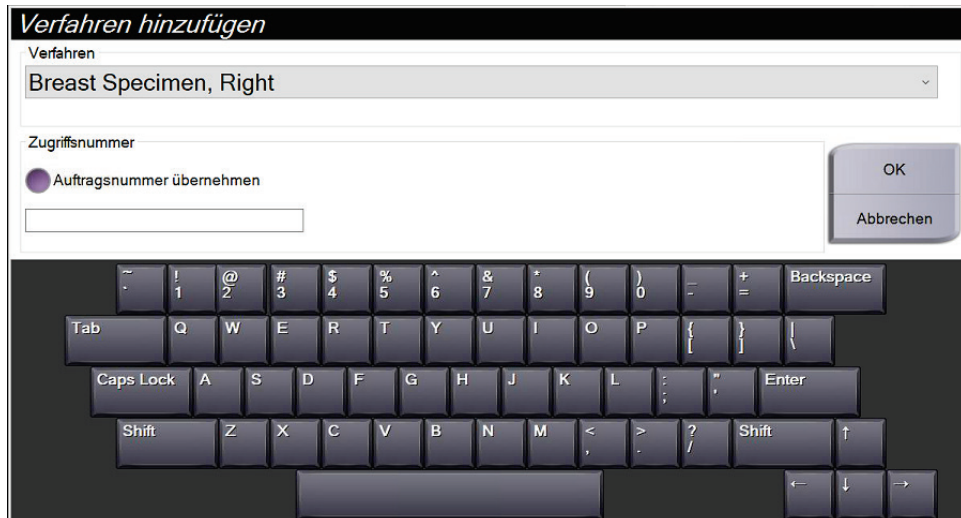 Verfahren hinzufügen
Verfahren
Breast Specimen, Right
Zugriffsnummer
Auftragsnummer übernehmen
OK
Abbrechen
~ ! @ # $ % ^ & * ( ) _ + Backspace
` 1 2 3 4 5 6 7 8 9 0 - =
Tab Q W E R T Y U I O P { } |
[ ] \
Caps Lock A S D F G H J K L : " Enter
; '
Shift Z X C V B N M < > ? Shift ↑
, . /
← ↓ →